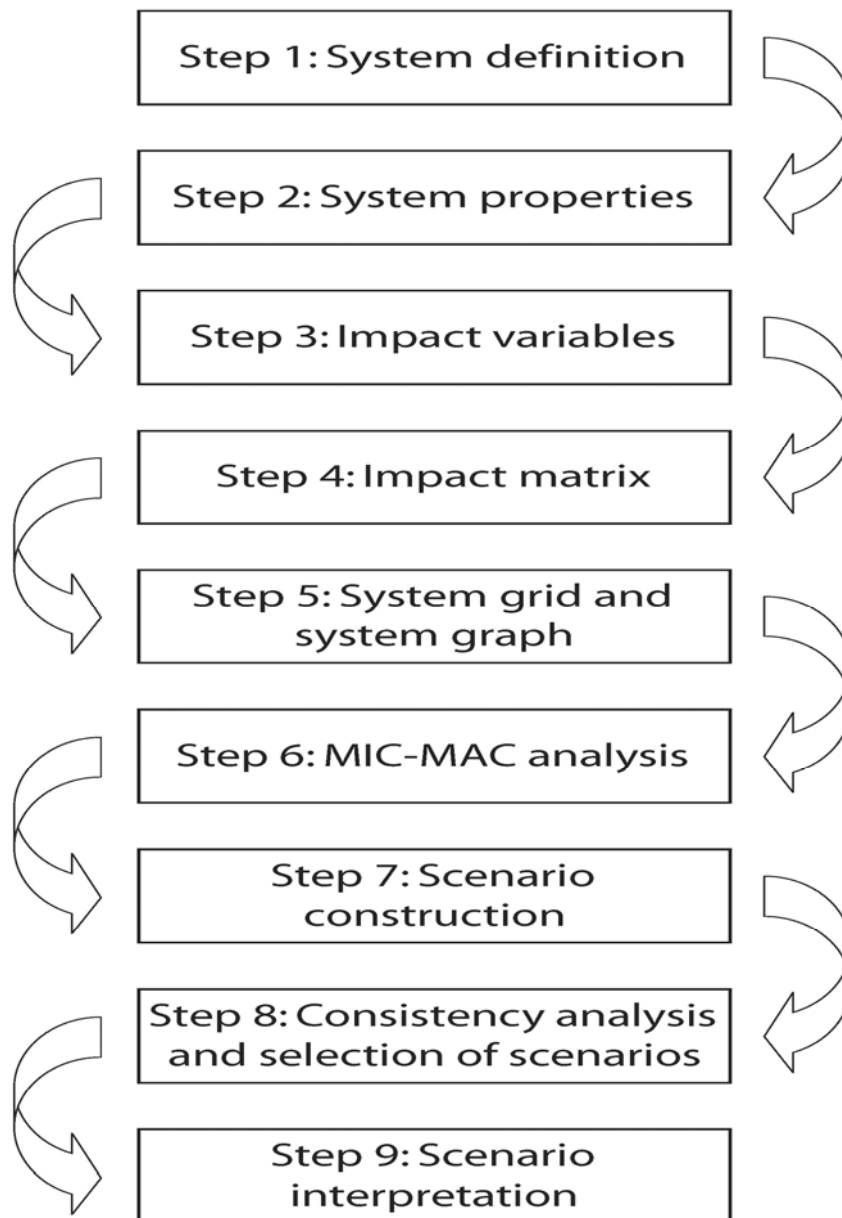 Step 1: System definition
Step 2: System properties
Step 3: Impact variables
Step 4: Impact matrix
Step 5: System grid and
system graph
Step 6: MIC-MAC analysis
Step 7: Scenario
construction
Step 8: Consistency analysis
and selection of scenarios
Step 9: Scenario
interpretation